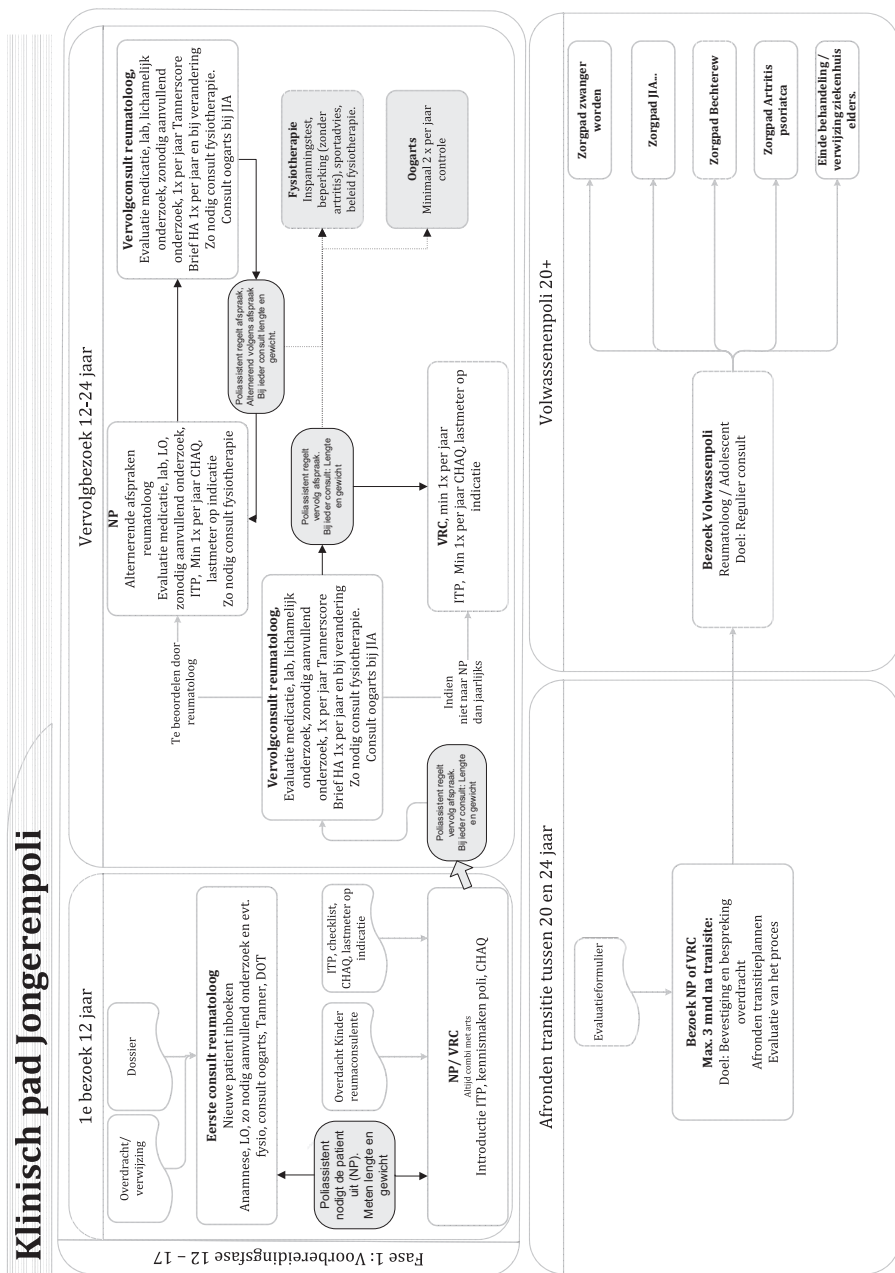 Klinisch pad Jongerenpoli
Fase 1: Voorbereidingsfase 12 – 17
1e bezoek 12 jaar
Overdracht/
verwijzing
Dossier
Eerste consult reumatoloog
Nieuwe patient inboeken
Anamnese, LO, zo nodig aanvullend onderzoek en evt.
fysio, consult oogarts, Tanner, DOT
Poliassistent
nodigt de patient
uit (NP).
Meten lengte en
gewicht
Overdacht Kinder
reumaconsulente
ITP, checklist,
CHAQ, lastmeter op
indicatie
NP/ VRC
Altijd combi met arts
Introductie ITP, kennismaken poli, CHAQ
Vervolgbezoek 12-24 jaar
Poliassistent regelt
vervolg afspraak.
Bij ieder consult: Lengte
en gewicht
Te beoordelen door
reumatoloog
Vervolgconsult reumatoloog,
Evaluatie medicatie, lab, lichamelijk
onderzoek, zonodig aanvullend
onderzoek, 1x per jaar Tannerscore
Brief HA 1x per jaar en bij verandering
Zo nodig consult fysiotherapie.
Consult oogarts bij JIA
Indien
niet naar NP
dan jaarlijks
NP
Alternerende afspraken
reumatoloog
Evaluatie medicatie, lab, LO,
zonodig aanvullend onderzoek,
ITP, Min 1x per jaar CHAQ,
lastmeter op indicatie
Zo nodig consult fysiotherapie
Poliassistent regelt
vervolg afspraak.
Bij ieder consult: Lengte
en gewicht
VRC, min 1x per jaar
ITP, Min 1x per jaar CHAQ, lastmeter op
indicatie
Poliassistent regelt afspraak.
Alternerend volgens afspraak
Bij ieder consult lengte en
gewicht.
Vervolgconsult reumatoloog,
Evaluatie medicatie, lab, lichamelijk
onderzoek, zonodig aanvullend
onderzoek, 1x per jaar Tannerscore
Brief HA 1x per jaar en bij verandering
Zo nodig consult fysiotherapie.
Consult oogarts bij JIA
Fysiotherapie
Inspanningstest,
beperking (zonder
artritis), sportadvies,
beleid fysiotherapie.
Oogarts
Minimaal 2 x per jaar
controle
Afronden transitie tussen 20 en 24 jaar
Evaluatieformulier
Bezoek NP of VRC
Max. 3 mnd na tranisite:
Doel: Bevestiging en bespreking
overdracht
Afronden transitieplannen
Evaluatie van het proces
Volwassenenpoli 20+
Bezoek Volwassenpoli
Reumatoloog / Adolescent
Doel: Regulier consult
Zorgpad zwanger
worden
Zorgpad JIA...
Zorgpad Bechterew
Zorgpad Artritis
psoriatca
Einde behandeling /
verwijzing ziekenhuis
elders.